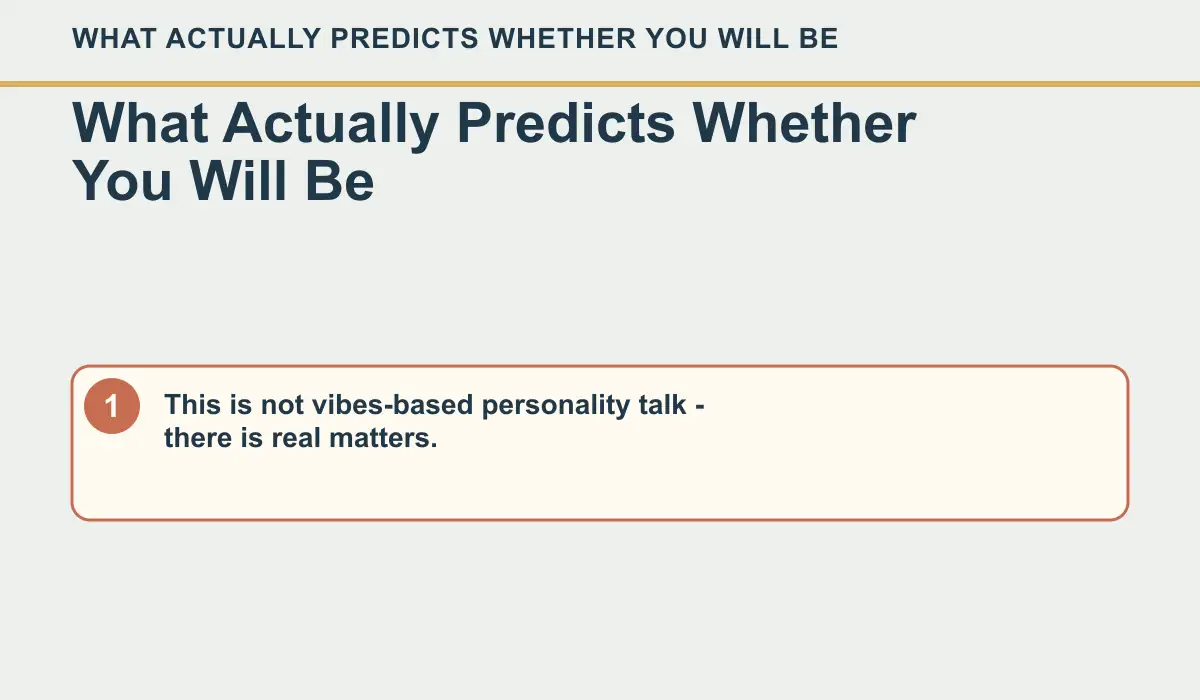 WHAT ACTUALLY PREDICTS WHETHER YOU WILL BE
What Actually Predicts Whether
You Will Be
1
This is not vibes-based personality talk -
there is real matters.